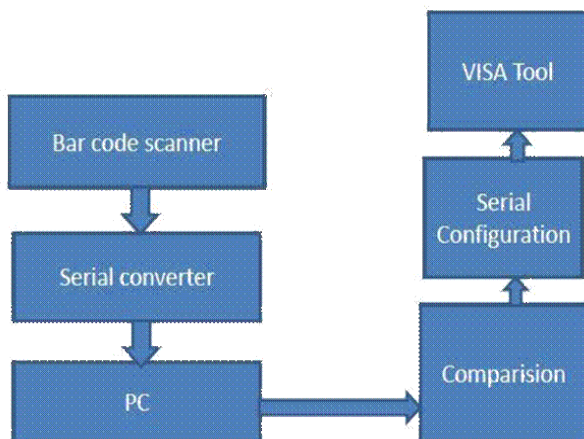 Bar code scanner
Serial converter
PC
Comparision
Serial
Configuration
VISA Tool